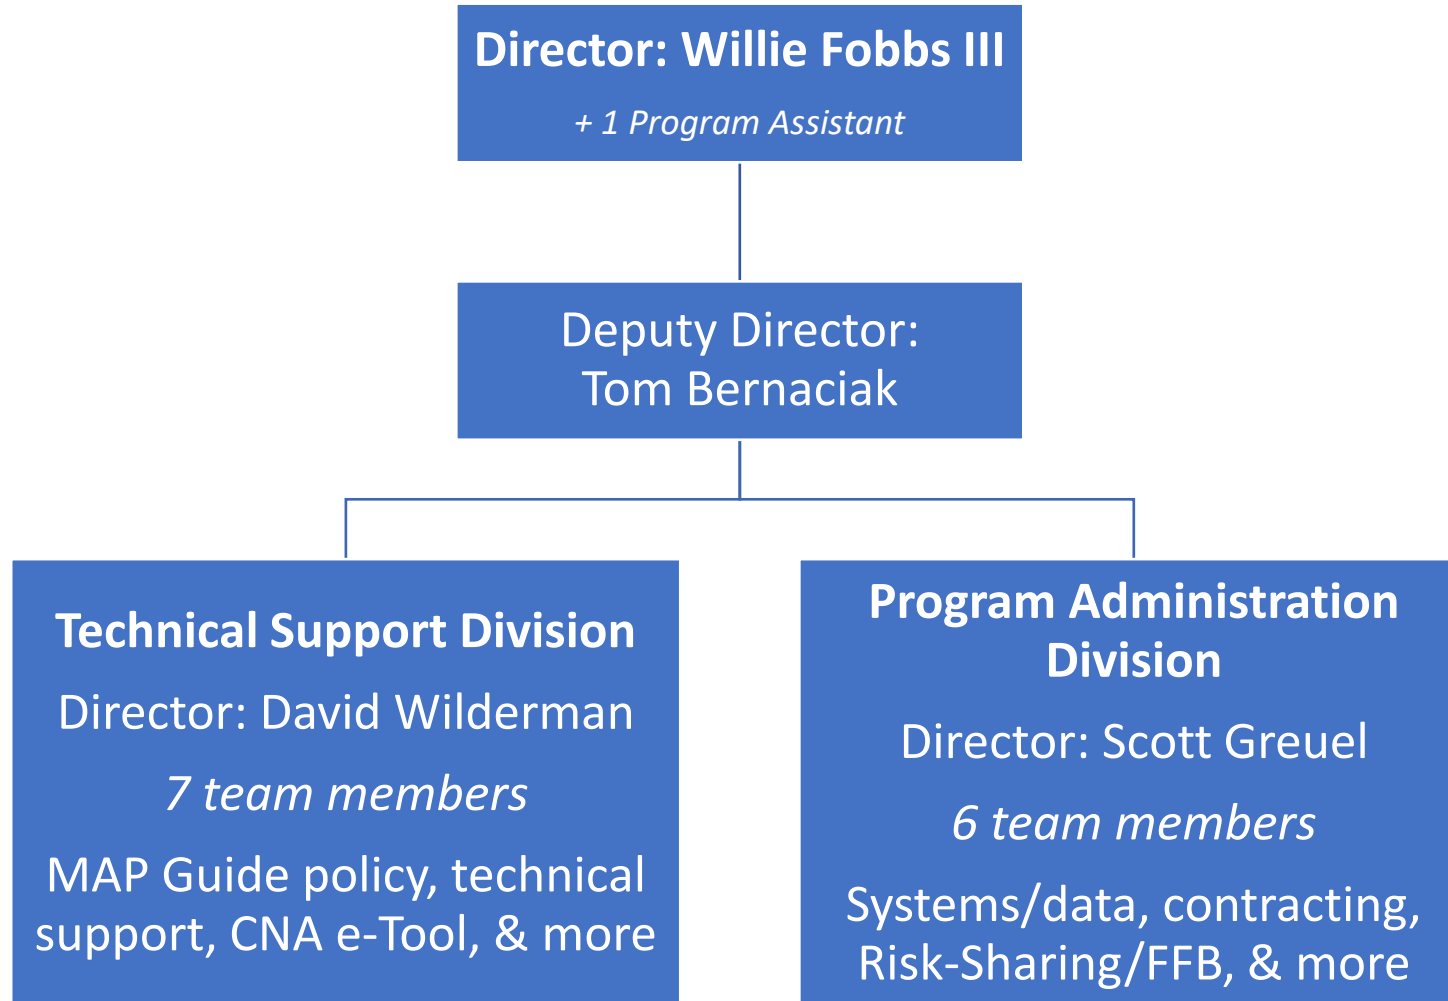 Director: Willie Fobbs III
+ 1 Program Assistant
Deputy Director:
Tom Bernaciak
Technical Support Division
Director: David Wilderman
7 team members
MAP Guide policy, technical
support, CNA e-Tool, & more
Program Administration
Division
Director: Scott Greuel
6 team members
Systems/data, contracting,
Risk-Sharing/FFB, & more